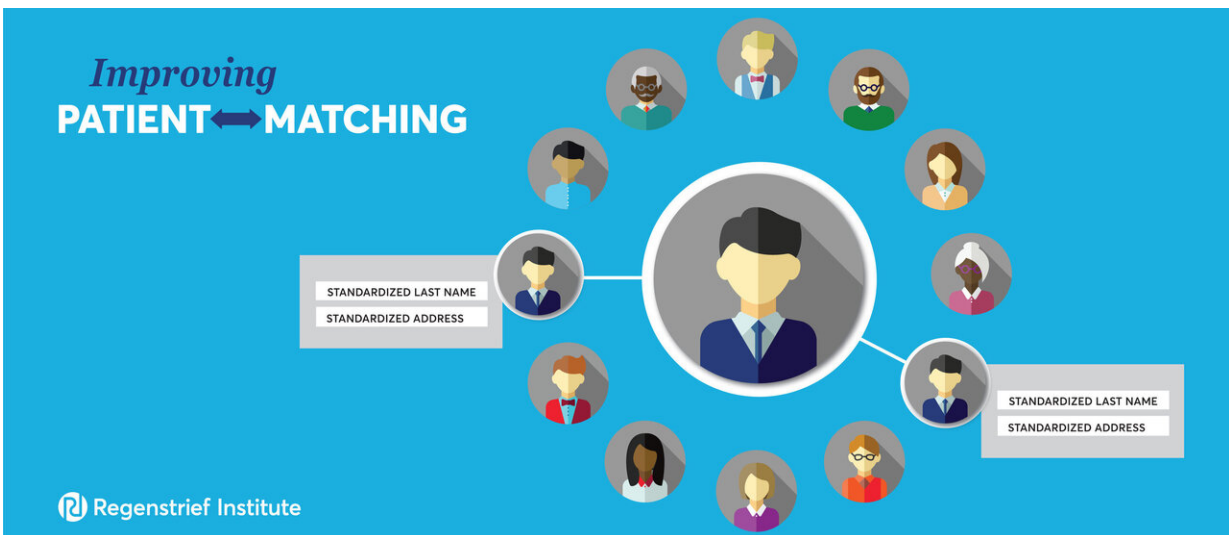 Improving
PATIENT↔MATCHING
STANDARDIZED LAST NAME
STANDARDIZED ADDRESS
STANDARDIZED LAST NAME
STANDARDIZED ADDRESS
Regenstrief Institute